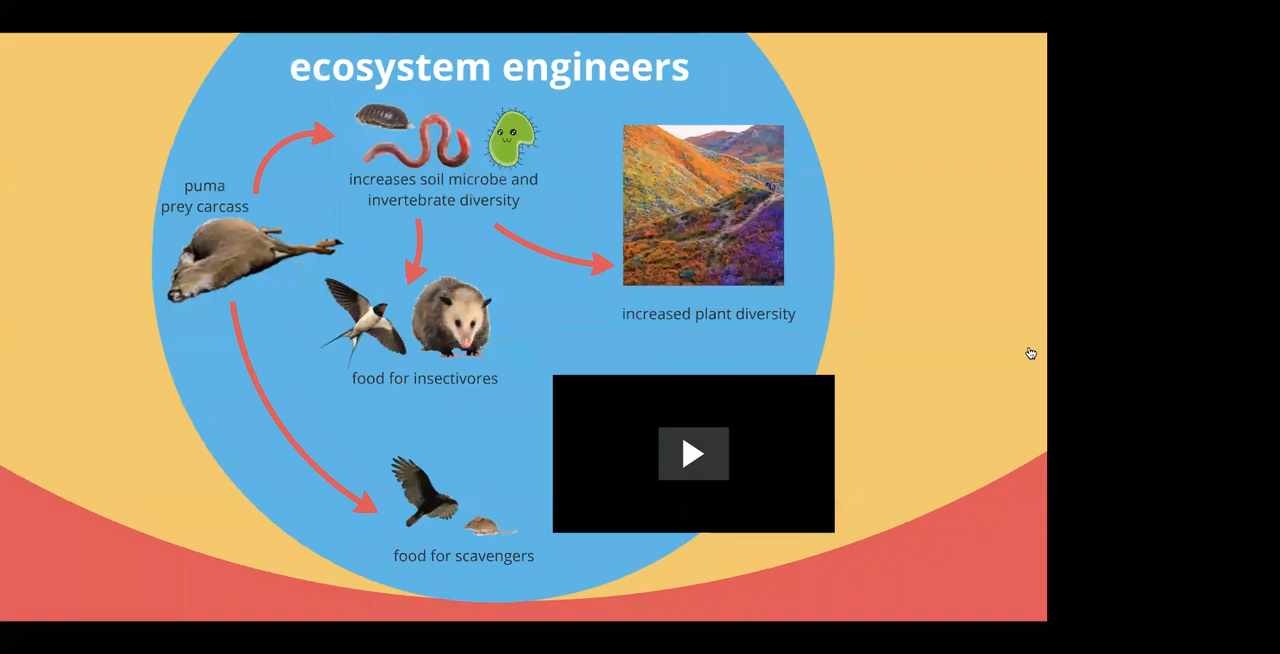 ecosystem engineers
puma
prey carcass
increases soil microbe and
invertebrate diversity
increased plant diversity
food for insectivores
food for scavengers